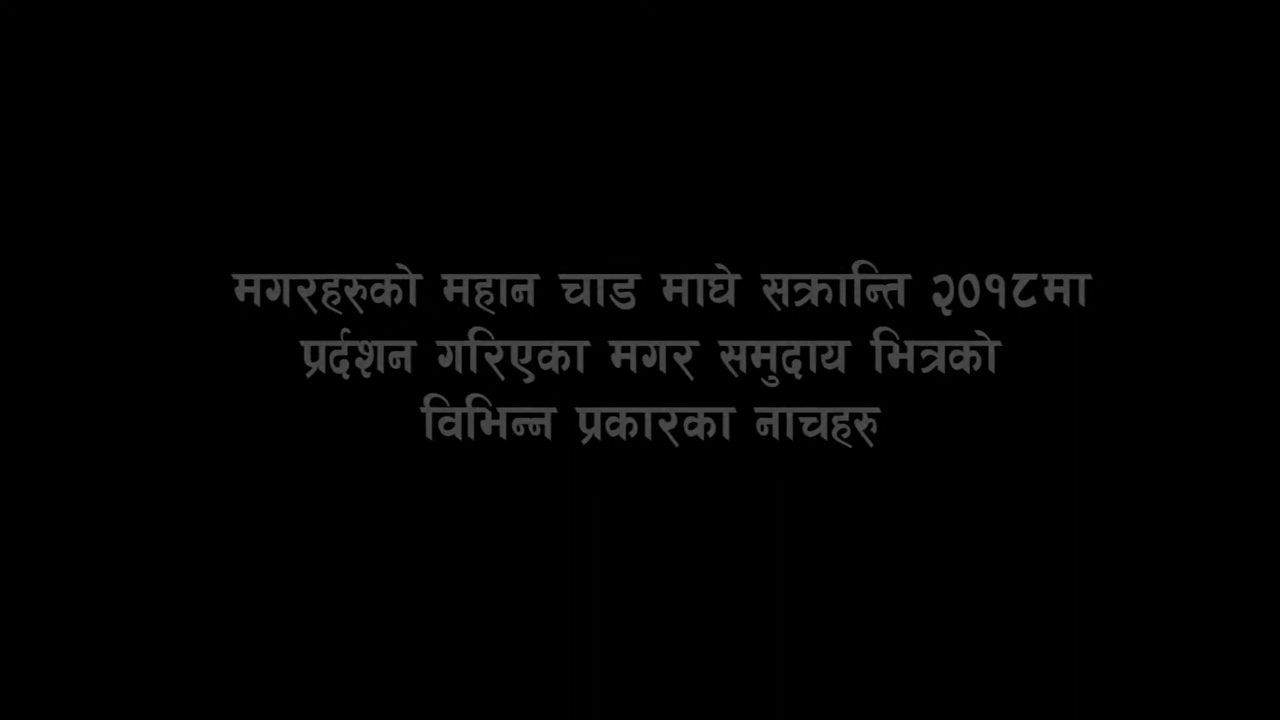 मगरहरुको महान चाड माघे सक्रान्ति २०१८मा
प्रर्दशन गरिएका मगर समुदाय भित्रको
विभिन्न प्रकारका नाचहरु